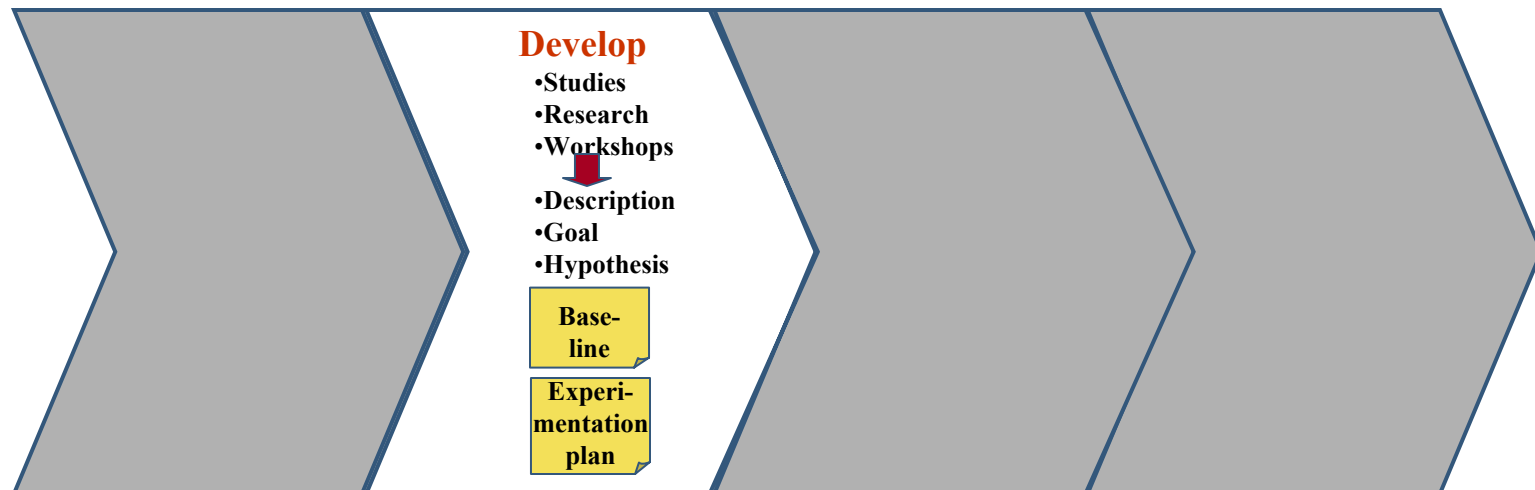 Develop
•Studies
•Research
•Workshops
•Description
•Goal
•Hypothesis
Base-
line
Experi-
mentation
plan